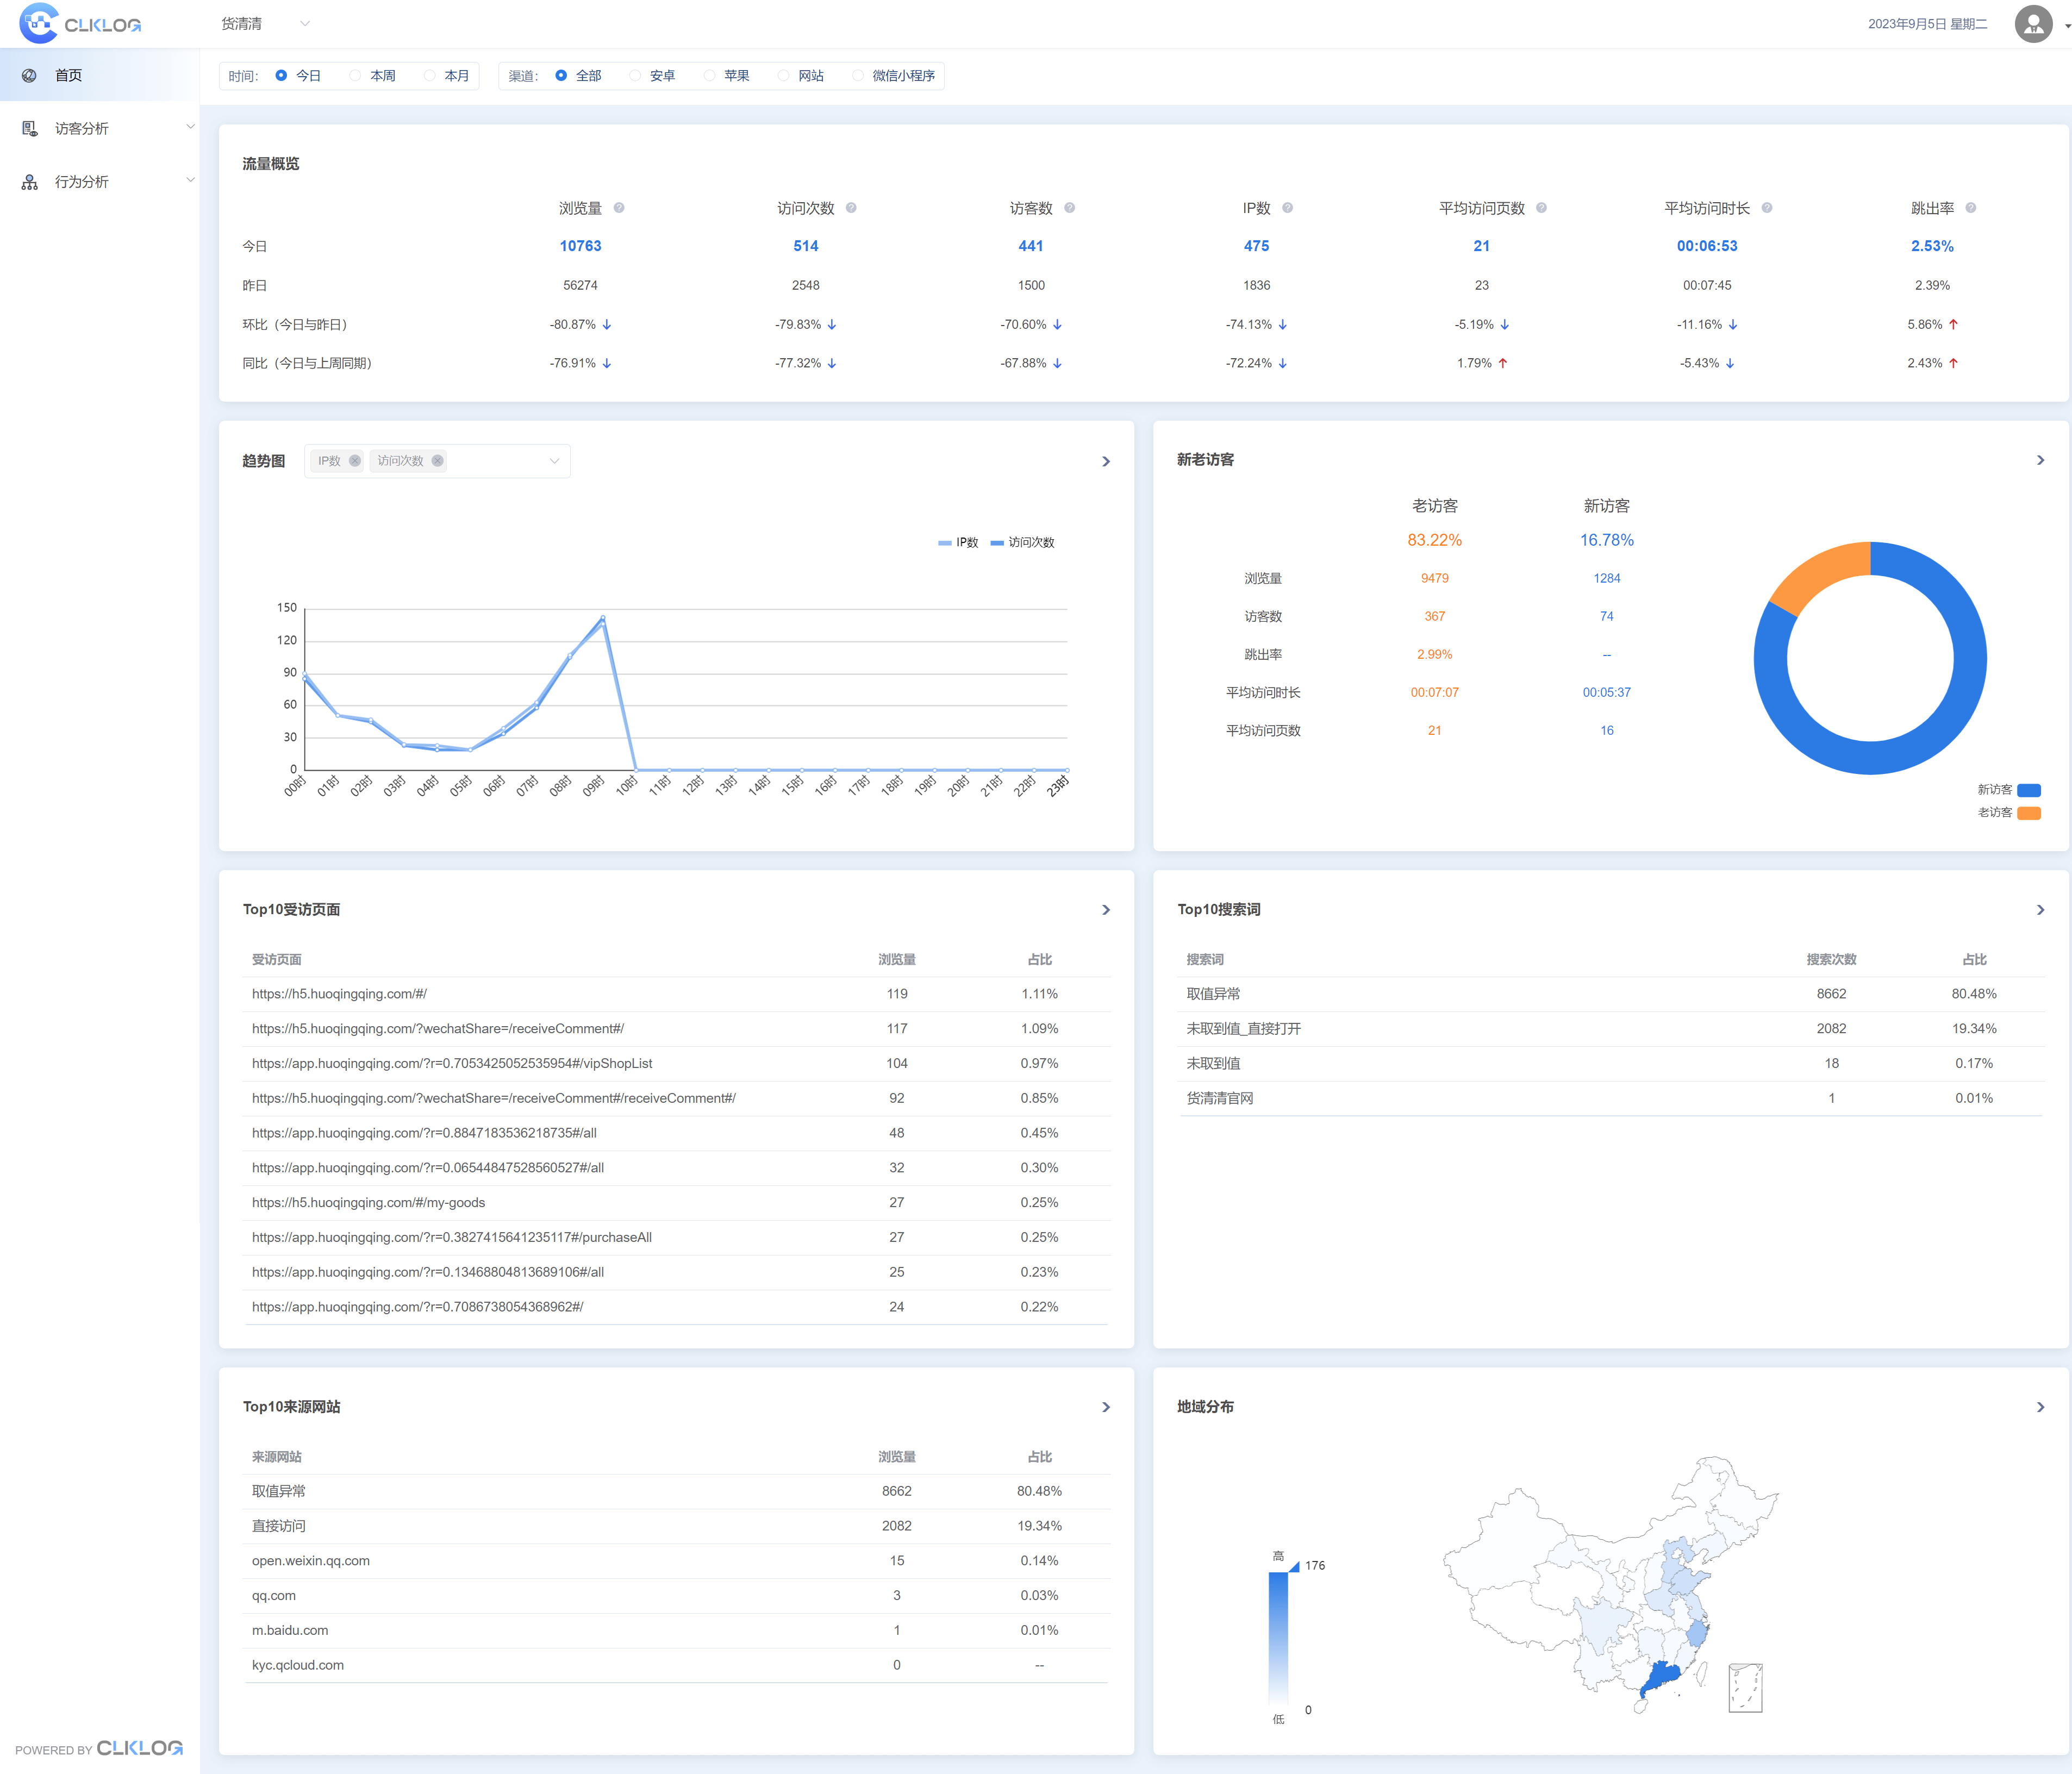 CLKLOG 货清清 2023年9月5日 星期二
首页
访客分析
行为分析
时间： 今日 本周 本月 渠道： 全部 安卓 苹果 网站 微信小程序
流量概览
浏览量 访问次数 访客数 IP数 平均访问页数 平均访问时长 跳出率
今日 10763 514 441 475 21 00:06:53 2.53%
昨日 56274 2548 1500 1836 23 00:07:45 2.39%
环比（今日与昨日） -80.87% -79.83% -70.60% -74.13% -5.19% -11.16% 5.86%
同比（今日与上周同期） -76.91% -77.32% -67.88% -72.24% 1.79% -5.43% 2.43%
趋势图 IP数 访问次数
IP数 访问次数
150
120
90
60
30
0
00时 01时 02时 03时 04时 05时 06时 07时 08时 09时 10时 11时 12时 13时 14时 15时 16时 17时 18时 19时 20时 21时 22时 23时
新老访客
老访客 新访客
83.22% 16.78%
浏览量 9479 1284
访客数 367 74
跳出率 2.99% --
平均访问时长 00:07:07 00:05:37
平均访问页数 21 16
新访客
老访客
Top10受访页面
受访页面 浏览量 占比
https://h5.huoqingqing.com/#/ 119 1.11%
https://h5.huoqingqing.com/?wechatShare=/receiveComment#/ 117 1.09%
https://app.huoqingqing.com/?r=0.7053425052535954#/vipShopList 104 0.97%
https://h5.huoqingqing.com/?wechatShare=/receiveComment#/receiveComment#/ 92 0.85%
https://app.huoqingqing.com/?r=0.8847183536218735#/all 48 0.45%
https://app.huoqingqing.com/?r=0.06544847528560527#/all 32 0.30%
https://h5.huoqingqing.com/#/my-goods 27 0.25%
https://app.huoqingqing.com/?r=0.3827415641235117#/purchaseAll 27 0.25%
https://app.huoqingqing.com/?r=0.13468804813689106#/all 25 0.23%
https://app.huoqingqing.com/?r=0.7086738054368962#/ 24 0.22%
Top10搜索词
搜索词 搜索次数 占比
取值异常 8662 80.48%
未取到值_直接打开 2082 19.34%
未取到值 18 0.17%
货清清官网 1 0.01%
Top10来源网站
来源网站 浏览量 占比
取值异常 8662 80.48%
直接访问 2082 19.34%
open.weixin.qq.com 15 0.14%
qq.com 3 0.03%
m.baidu.com 1 0.01%
kyc.qcloud.com 0 --
地域分布
高
176
0
低
POWERED BY CLKLOG